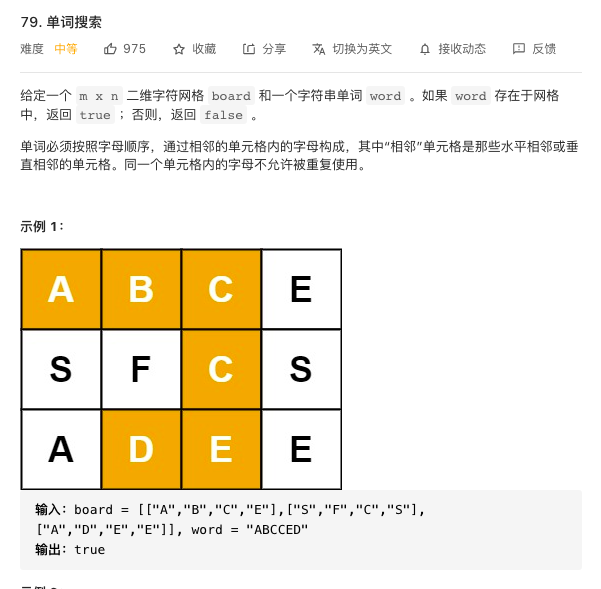 79. 单词搜索
难度 中等 975 收藏 分享 切换为英文 接收动态 反馈
给定一个 m x n 二维字符网格 board 和一个字符串单词 word 。如果 word 存在于网格
中，返回 true ；否则，返回 false 。
单词必须按照字母顺序，通过相邻的单元格内的字母构成，其中“相邻”单元格是那些水平相邻或垂
直相邻的单元格。同一个单元格内的字母不允许被重复使用。
示例 1：
A B C E
S F C S
A D E E
输入：board = [["A","B","C","E"],["S","F","C","S"],
["A","D","E","E"]], word = "ABCCED"
输出：true